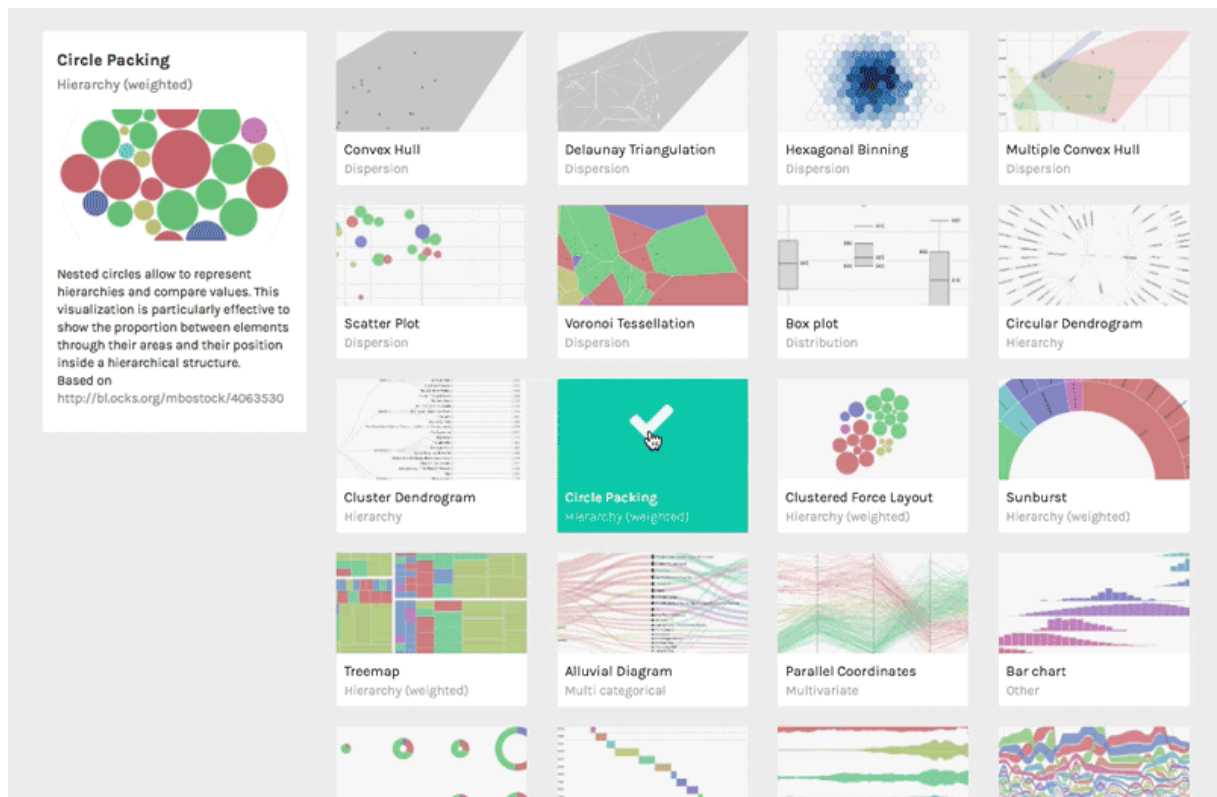 Circle Packing
Hierarchy (weighted)
Nested circles allow to represent
hierarchies and compare values. This
visualization is particularly effective to
show the proportion between elements
through their areas and their position
inside a hierarchical structure.
Based on
http://bl.ocks.org/mbostock/4063530
Convex Hull
Dispersion
Delaunay Triangulation
Dispersion
Hexagonal Binning
Dispersion
Multiple Convex Hull
Dispersion
Scatter Plot
Dispersion
Voronoi Tessellation
Dispersion
Box plot
Distribution
Circular Dendrogram
Hierarchy
Cluster Dendrogram
Hierarchy
Circle Packing
Hierarchy (weighted)
Clustered Force Layout
Hierarchy (weighted)
Sunburst
Hierarchy (weighted)
Treemap
Hierarchy (weighted)
Alluvial Diagram
Multi categorical
Parallel Coordinates
Multivariate
Bar chart
Other